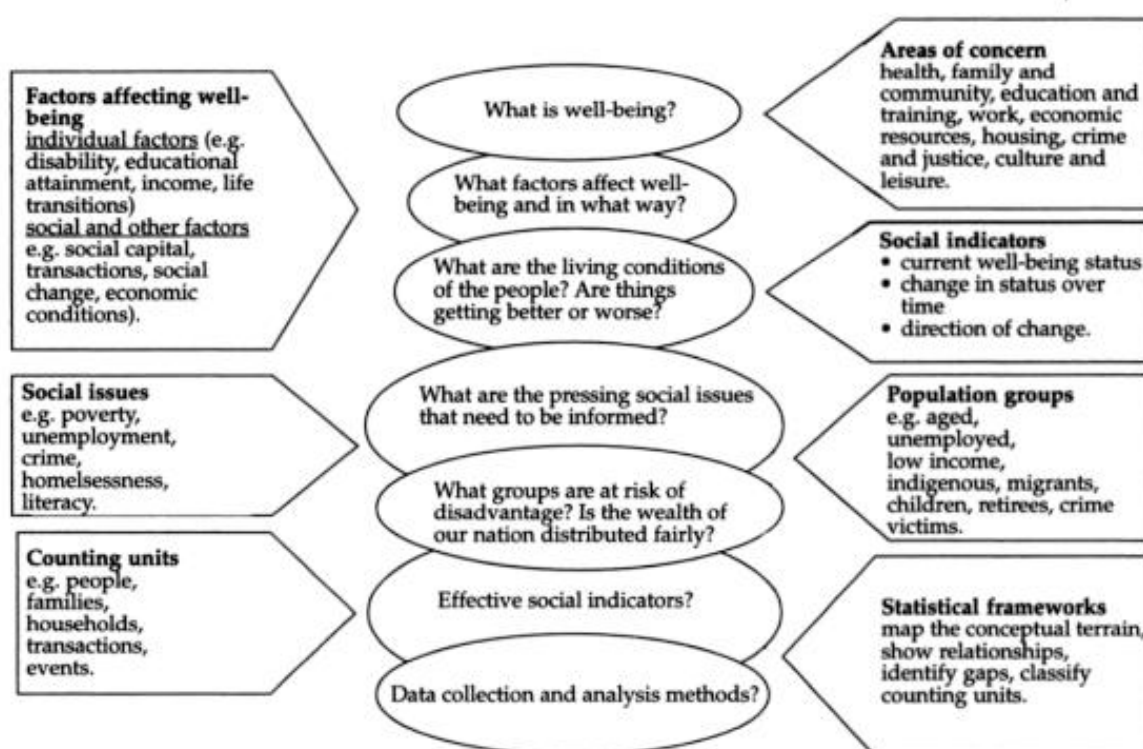 Factors affecting well-
being
individual factors (e.g.
disability, educational
attainment, income, life
transitions)
social and other factors
e.g. social capital,
transactions, social
change, economic
conditions).
Social issues
e.g. poverty,
unemployment,
crime,
homelsessness,
literacy.
Counting units
e.g. people,
families,
households,
transactions,
events.
What is well-being?
What factors affect well-
being and in what way?
What are the living conditions
of the people? Are things
getting better or worse?
What are the pressing social issues
that need to be informed?
What groups are at risk of
disadvantage? Is the wealth of
our nation distributed fairly?
Effective social indicators?
Data collection and analysis methods?
Areas of concern
health, family and
community, education and
training, work, economic
resources, housing, crime
and justice, culture and
leisure.
Social indicators
• current well-being status
• change in status over
time
• direction of change.
Population groups
e.g. aged,
unemployed,
low income,
indigenous, migrants,
children, retirees, crime
victims.
Statistical frameworks
map the conceptual terrain,
show relationships,
identify gaps, classify
counting units.